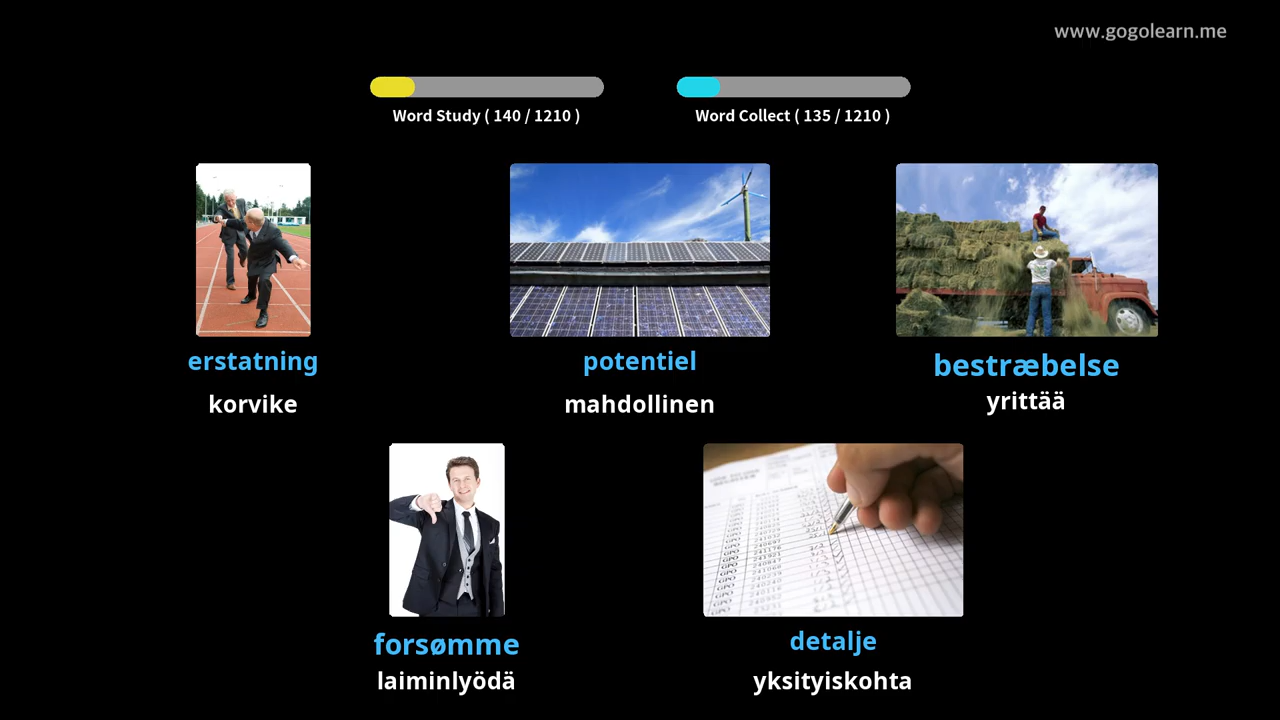 www.gogolearn.me
Word Study ( 140 / 1210 )
Word Collect ( 135 / 1210 )
erstatning
korvike
potentiel
mahdollinen
bestræbelse
yrittää
forsømme
laiminlyödä
detalje
yksityiskohta